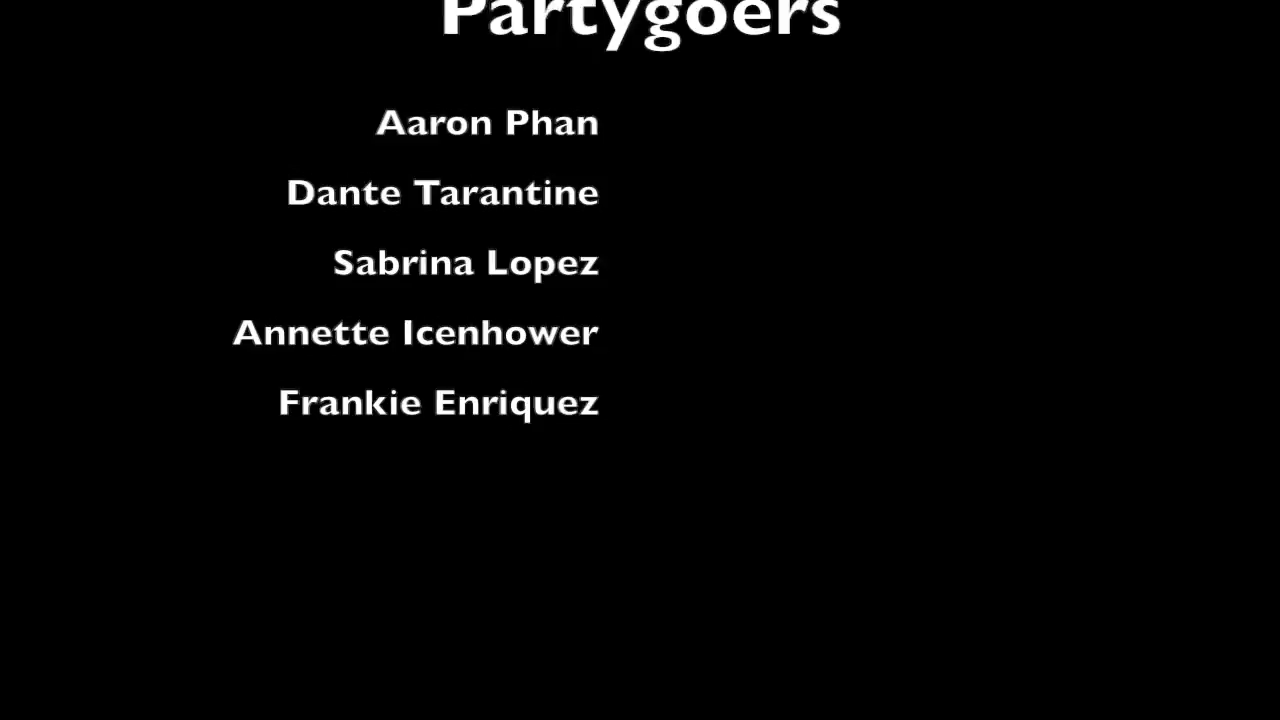 Partygoers
Aaron Phan
Dante Tarantine
Sabrina Lopez
Annette Icenhower
Frankie Enriquez